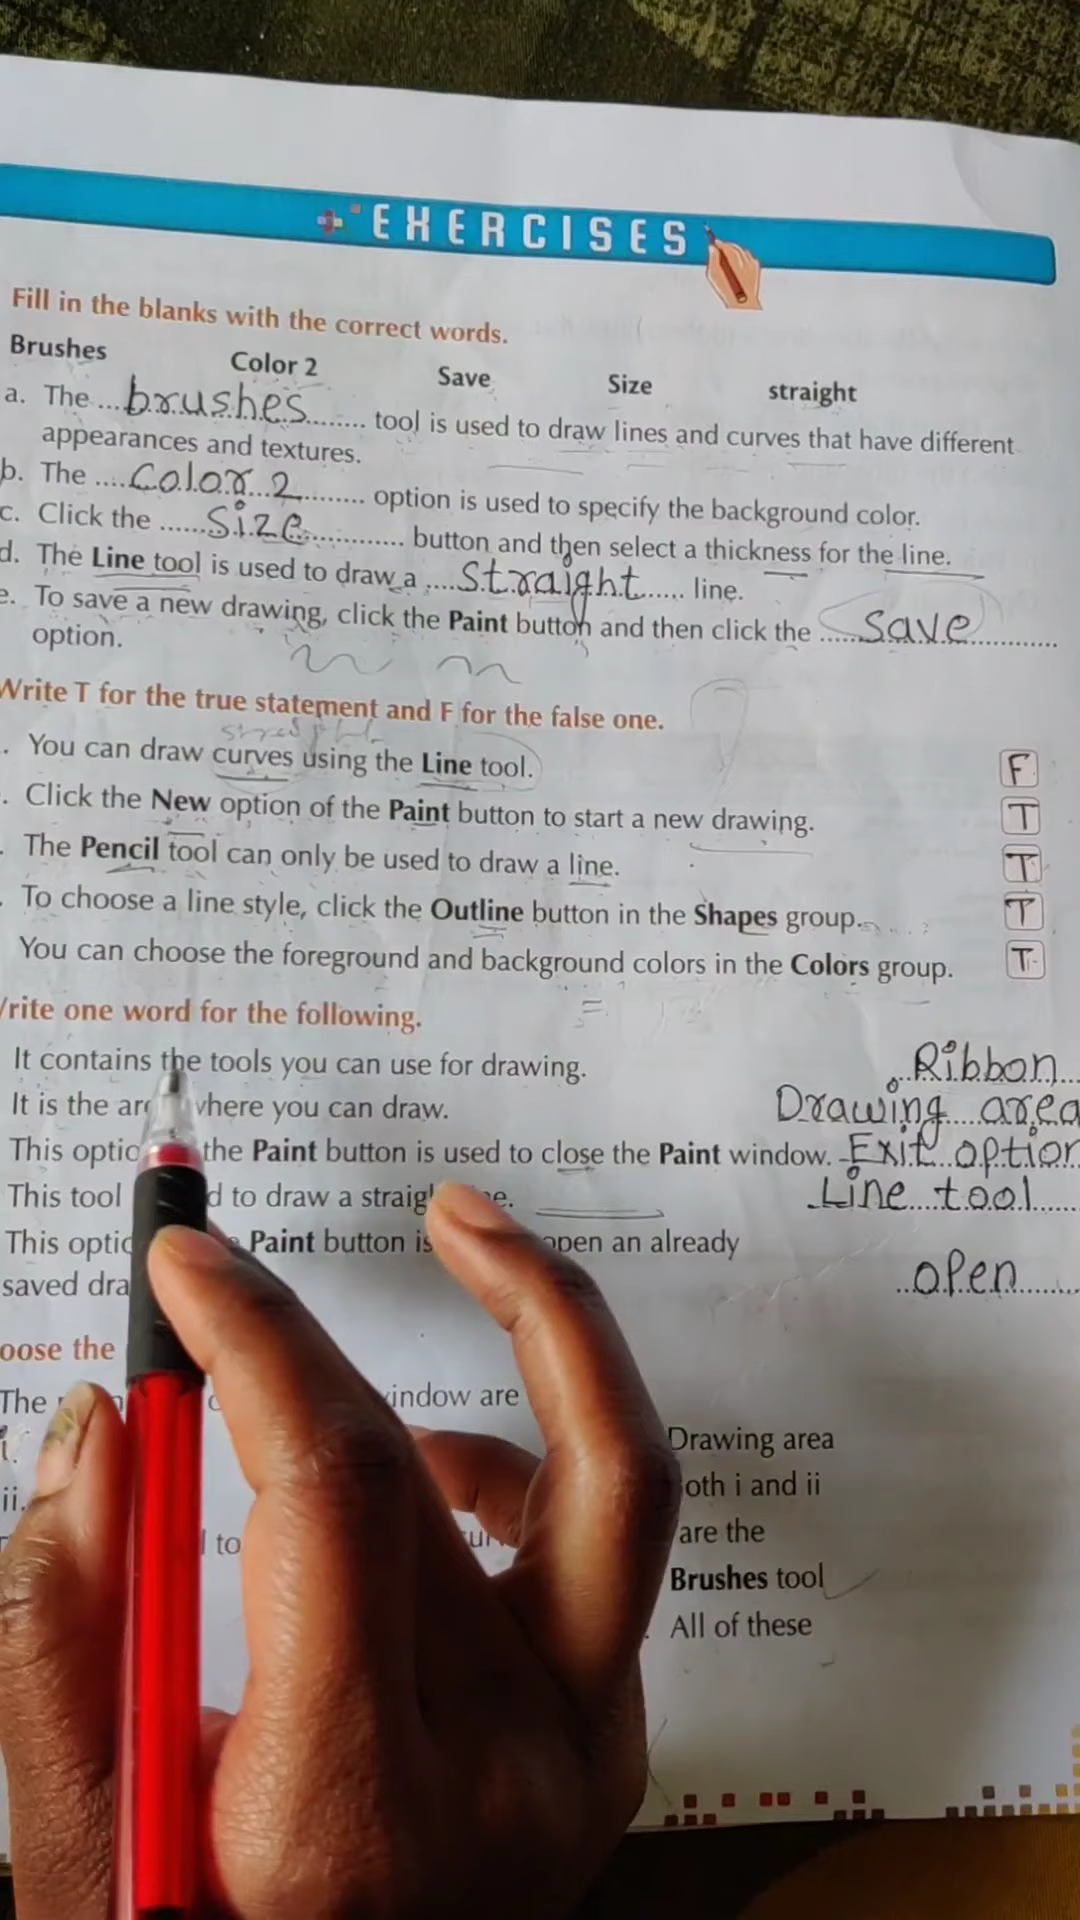 EXERCISES
Fill in the blanks with the correct words.
Brushes Color 2 Save Size straight
a. The ...brushes........ tool is used to draw lines and curves that have different
appearances and textures.
b. The ....Color 2......... option is used to specify the background color.
c. Click the ......Size............. button and then select a thickness for the line.
d. The Line tool is used to draw a ....Straight...... line.
e. To save a new drawing, click the Paint button and then click the ......save............
option.
Write T for the true statement and F for the false one.
. You can draw curves using the Line tool. F
. Click the New option of the Paint button to start a new drawing. T
. The Pencil tool can only be used to draw a line. T
. To choose a line style, click the Outline button in the Shapes group. T
You can choose the foreground and background colors in the Colors group. T
rite one word for the following.
It contains the tools you can use for drawing. Ribbon
It is the where you can draw. Drawing area
This the Paint button is used to close the Paint window. Exit option
This tool to draw a Line tool
This Paint button is open an already
saved open
oose the
The window are
i. Drawing area
ii. oth i and ii
to are the
Brushes tool
All of these